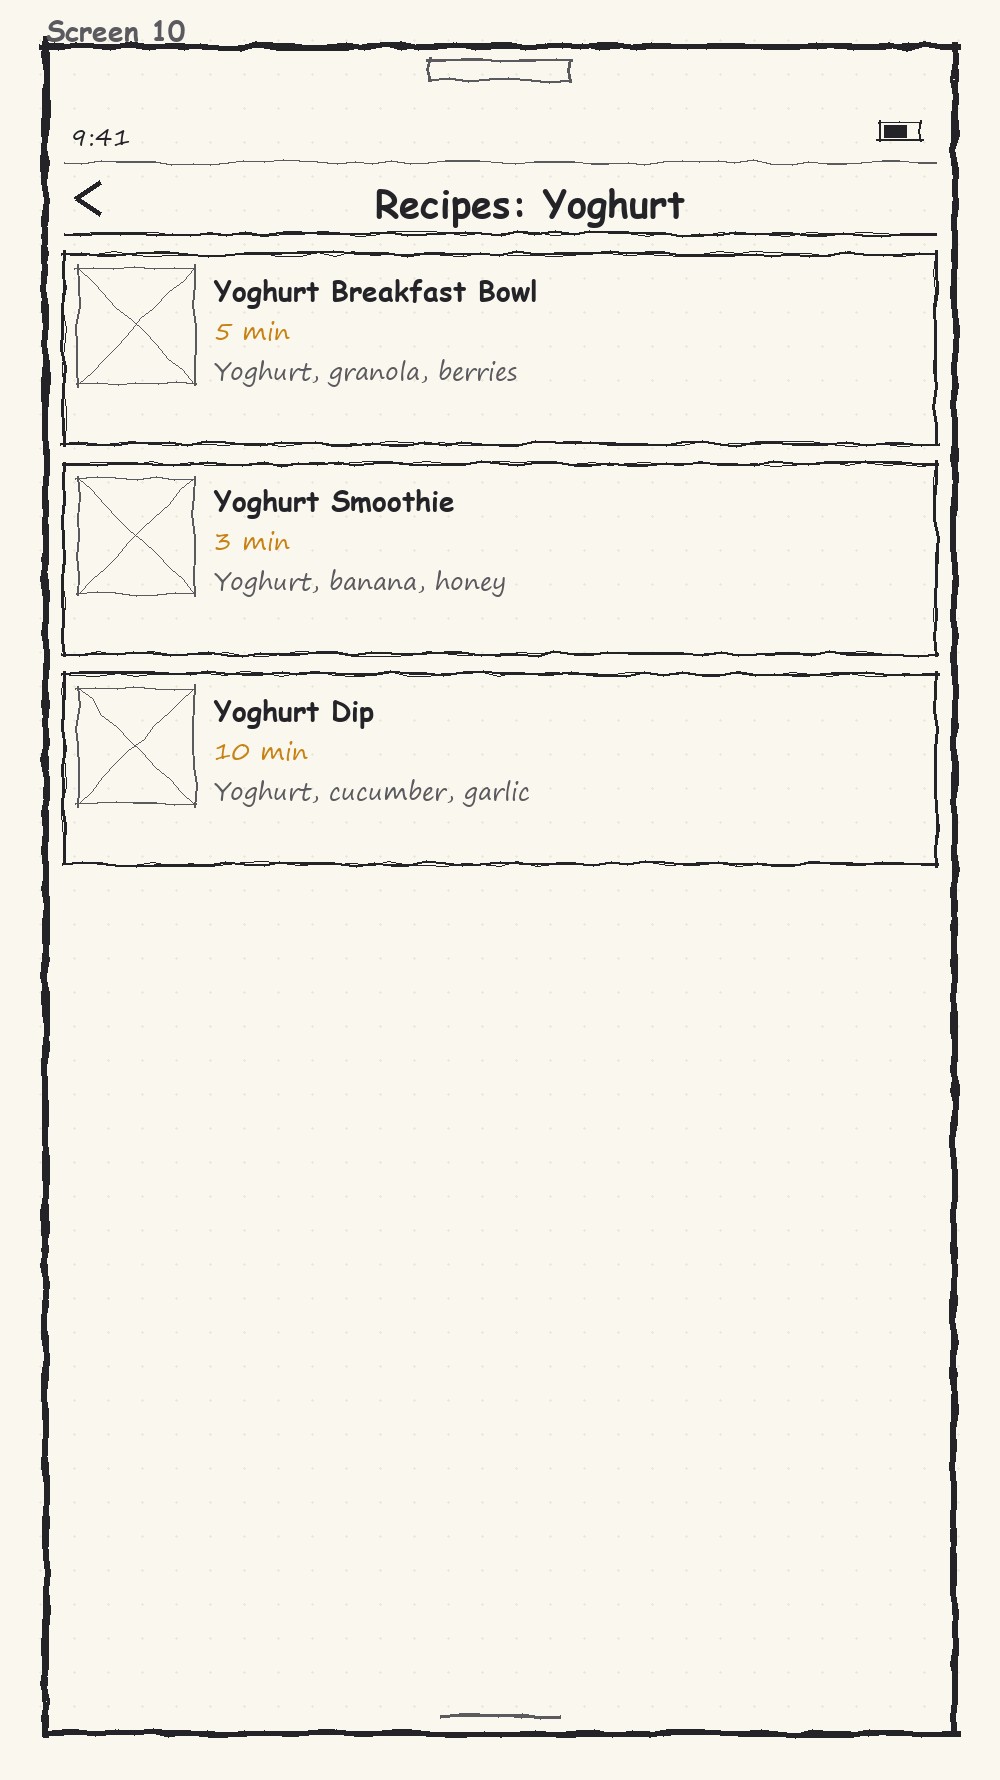 Screen 10
9:41
Recipes: Yoghurt
Yoghurt Breakfast Bowl
5 min
Yoghurt, granola, berries
Yoghurt Smoothie
3 min
Yoghurt, banana, honey
Yoghurt Dip
10 min
Yoghurt, cucumber, garlic